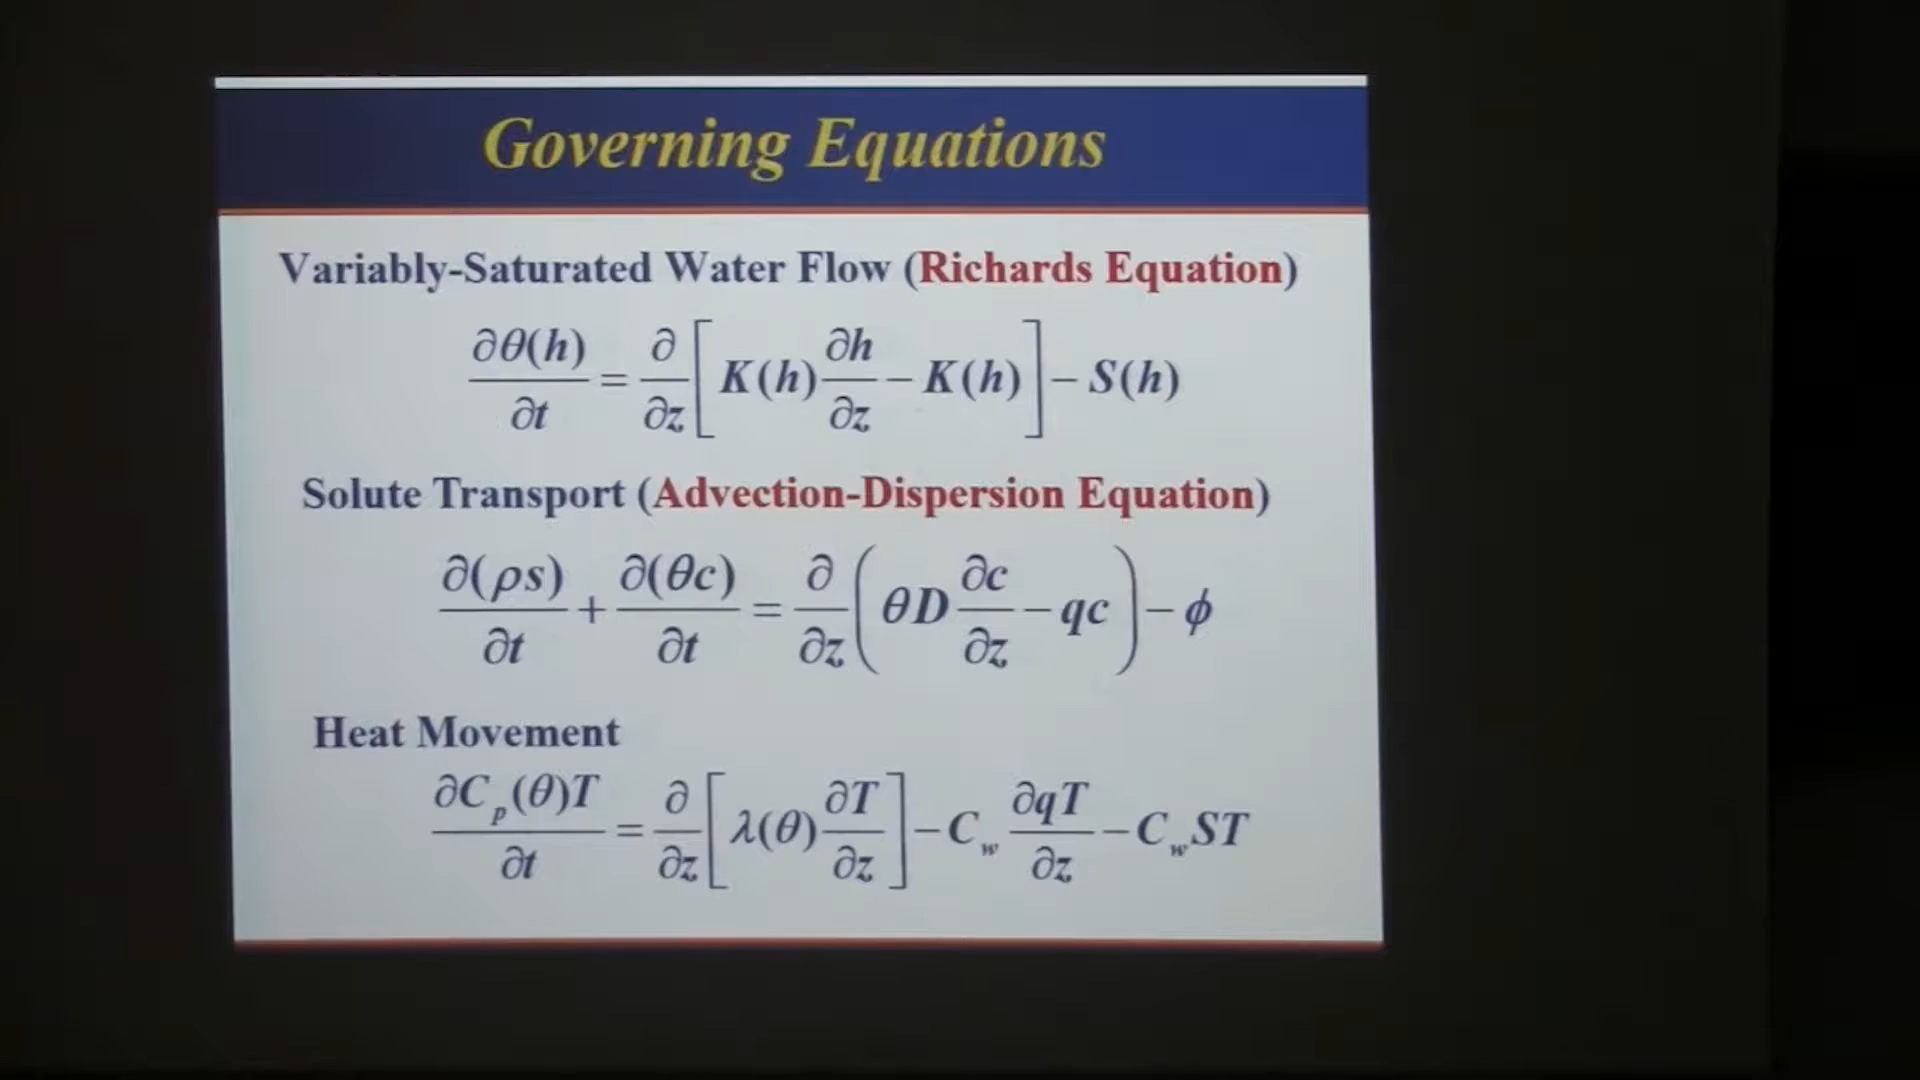 Governing Equations
Variably-Saturated Water Flow (Richards Equation)
∂θ(h)/∂t = ∂/∂z [ K(h) ∂h/∂z − K(h) ] − S(h)
Solute Transport (Advection-Dispersion Equation)
∂(ρs)/∂t + ∂(θc)/∂t = ∂/∂z ( θD ∂c/∂z − qc ) − ϕ
Heat Movement
∂C_p(θ)T/∂t = ∂/∂z [ λ(θ) ∂T/∂z ] − C_w ∂qT/∂z − C_w ST